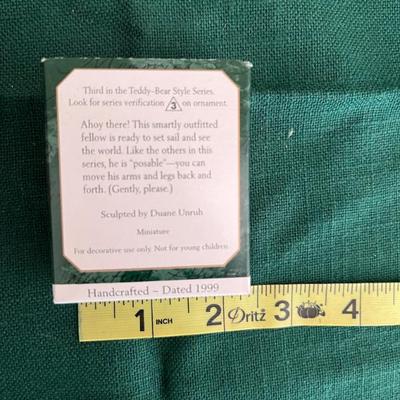 Third in the Teddy-Bear Style Series.
Look for series verification 3 on ornament.
Ahoy there! This smartly outfitted
fellow is ready to set sail and see
the world. Like the others in this
series, he is "posable"—you can
move his arms and legs back and
forth. (Gently, please.)
Sculpted by Duane Unruh
Miniature
For decorative use only. Not for young children.
Handcrafted ~ Dated 1999
1 INCH 2 Dritz 3 4